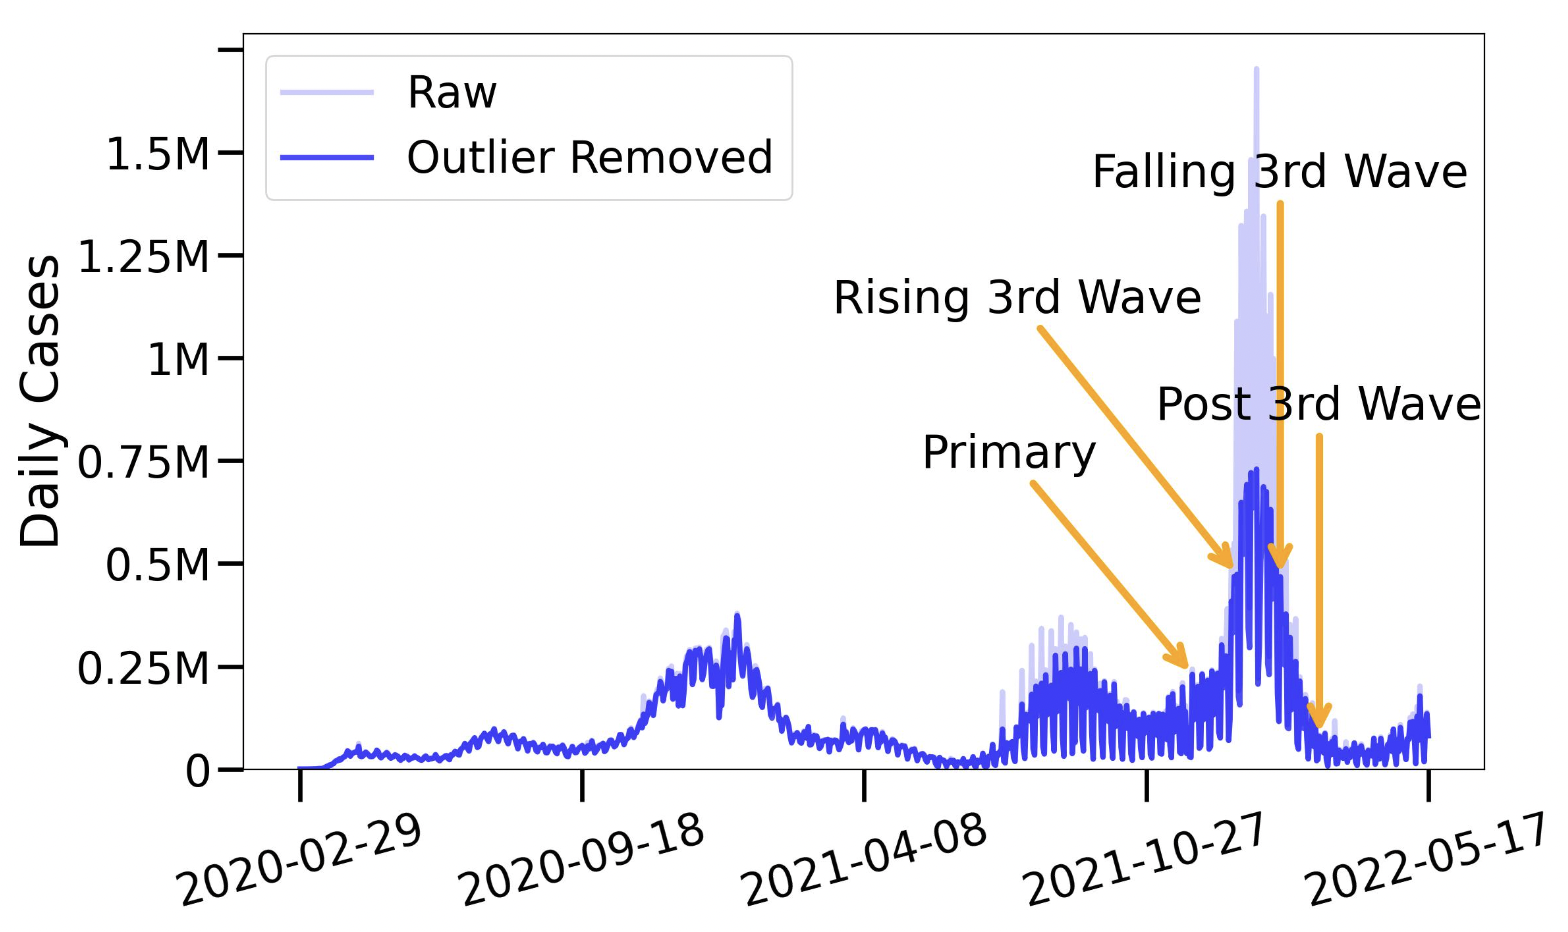 Raw
Outlier Removed
Falling 3rd Wave
Rising 3rd Wave
Post 3rd Wave
Primary
Daily Cases
1.5M
1.25M
1M
0.75M
0.5M
0.25M
0
2020-02-29
2020-09-18
2021-04-08
2021-10-27
2022-05-17